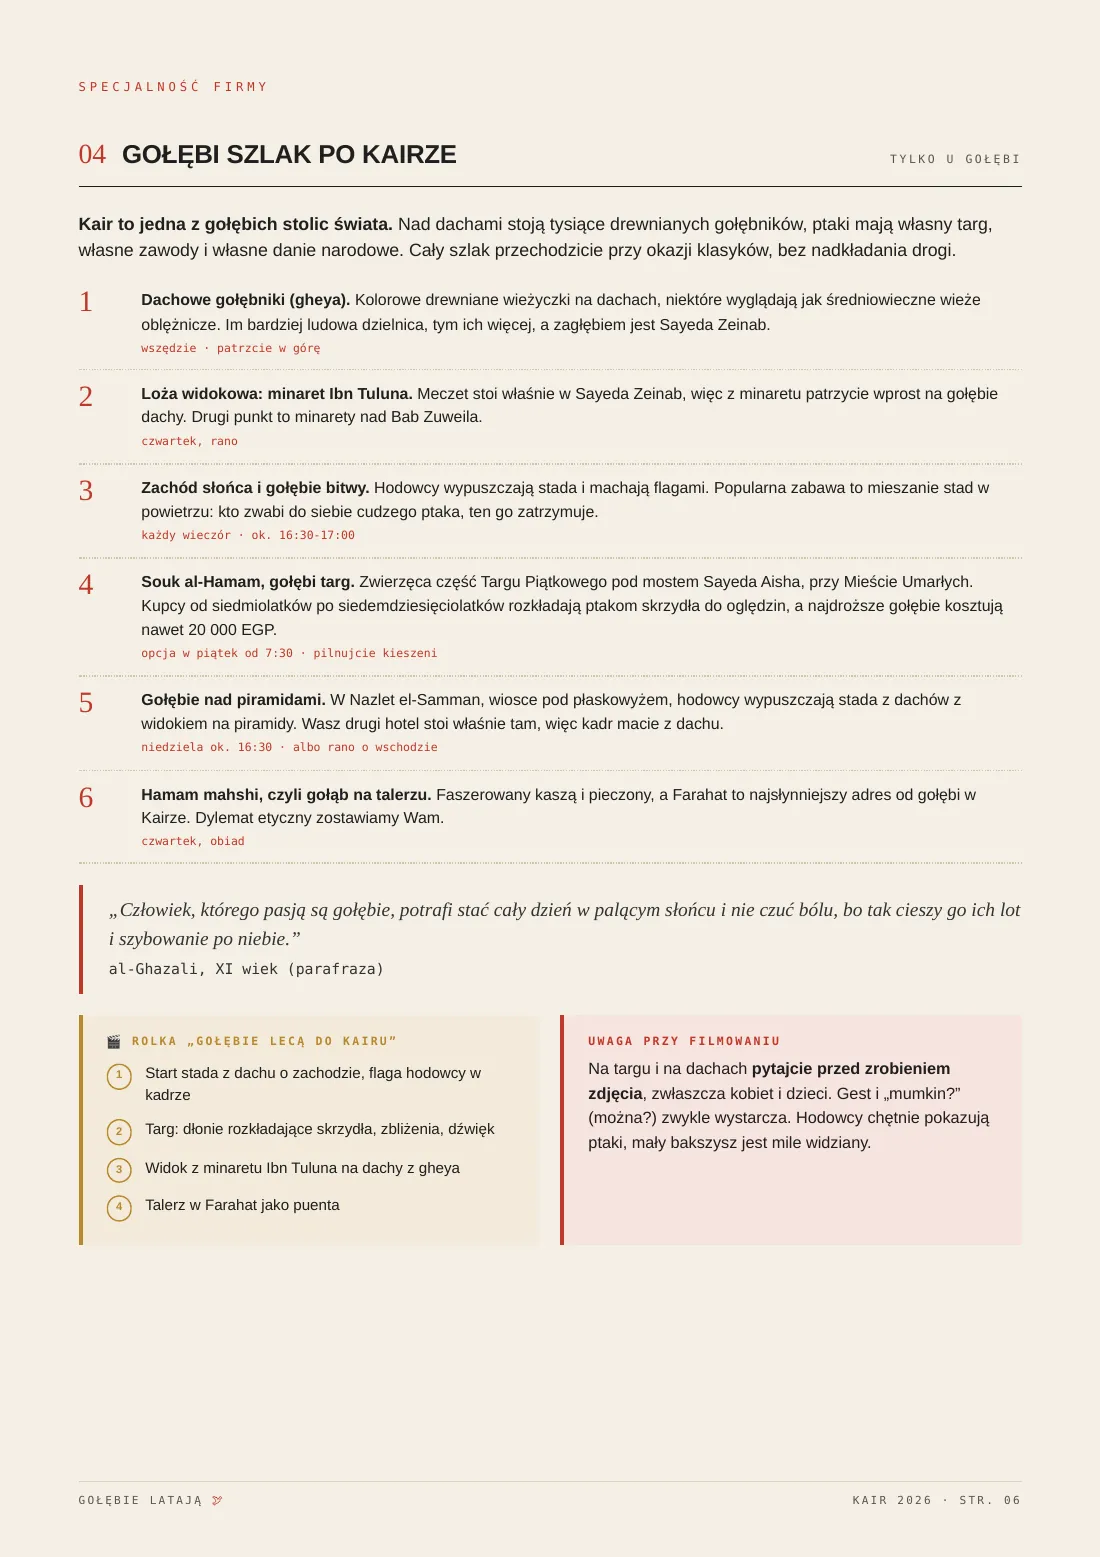 SPECJALNOŚĆ FIRMY
04 GOŁĘBI SZLAK PO KAIRZE
TYLKO U GOŁĘBI
Kair to jedna z gołębich stolic świata. Nad dachami stoją tysiące drewnianych gołębników, ptaki mają własny targ,
własne zawody i własne danie narodowe. Cały szlak przechodzicie przy okazji klasyków, bez nadkładania drogi.
1
Dachowe gołębniki (gheya). Kolorowe drewniane wieżyczki na dachach, niektóre wyglądają jak średniowieczne wieże
oblężnicze. Im bardziej ludowa dzielnica, tym ich więcej, a zagłębiem jest Sayeda Zeinab.
wszędzie · patrzcie w górę
2
Loża widokowa: minaret Ibn Tuluna. Meczet stoi właśnie w Sayeda Zeinab, więc z minaretu patrzycie wprost na gołębie
dachy. Drugi punkt to minarety nad Bab Zuweila.
czwartek, rano
3
Zachód słońca i gołębie bitwy. Hodowcy wypuszczają stada i machają flagami. Popularna zabawa to mieszanie stad w
powietrzu: kto zwabi do siebie cudzego ptaka, ten go zatrzymuje.
każdy wieczór · ok. 16:30-17:00
4
Souk al-Hamam, gołębi targ. Zwierzęca część Targu Piątkowego pod mostem Sayeda Aisha, przy Mieście Umarłych.
Kupcy od siedmiolatków po siedemdziesięciolatków rozkładają ptakom skrzydła do oględzin, a najdroższe gołębie kosztują
nawet 20 000 EGP.
opcja w piątek od 7:30 · pilnujcie kieszeni
5
Gołębie nad piramidami. W Nazlet el-Samman, wiosce pod płaskowyżem, hodowcy wypuszczają stada z dachów z
widokiem na piramidy. Wasz drugi hotel stoi właśnie tam, więc kadr macie z dachu.
niedziela ok. 16:30 · albo rano o wschodzie
6
Hamam mahshi, czyli gołąb na talerzu. Faszerowany kaszą i pieczony, a Farahat to najsłynniejszy adres od gołębi w
Kairze. Dylemat etyczny zostawiamy Wam.
czwartek, obiad
„Człowiek, którego pasją są gołębie, potrafi stać cały dzień w palącym słońcu i nie czuć bólu, bo tak cieszy go ich lot
i szybowanie po niebie.”
al-Ghazali, XI wiek (parafraza)
🎬 ROLKA „GOŁĘBIE LECĄ DO KAIRU”
1 Start stada z dachu o zachodzie, flaga hodowcy w
kadrze
2 Targ: dłonie rozkładające skrzydła, zbliżenia, dźwięk
3 Widok z minaretu Ibn Tuluna na dachy z gheya
4 Talerz w Farahat jako puenta
UWAGA PRZY FILMOWANIU
Na targu i na dachach pytajcie przed zrobieniem
zdjęcia, zwłaszcza kobiet i dzieci. Gest i „mumkin?”
(można?) zwykle wystarcza. Hodowcy chętnie pokazują
ptaki, mały bakszysz jest mile widziany.
GOŁĘBIE LATAJĄ 🕊
KAIR 2026 · STR. 06